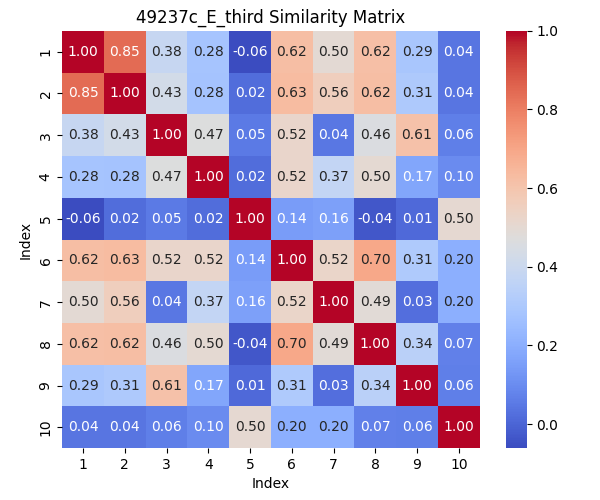 49237c_E_third Similarity Matrix
1 1.00 0.85 0.38 0.28 -0.06 0.62 0.50 0.62 0.29 0.04
2 0.85 1.00 0.43 0.28 0.02 0.63 0.56 0.62 0.31 0.04
3 0.38 0.43 1.00 0.47 0.05 0.52 0.04 0.46 0.61 0.06
4 0.28 0.28 0.47 1.00 0.02 0.52 0.37 0.50 0.17 0.10
5 -0.06 0.02 0.05 0.02 1.00 0.14 0.16 -0.04 0.01 0.50
6 0.62 0.63 0.52 0.52 0.14 1.00 0.52 0.70 0.31 0.20
7 0.50 0.56 0.04 0.37 0.16 0.52 1.00 0.49 0.03 0.20
8 0.62 0.62 0.46 0.50 -0.04 0.70 0.49 1.00 0.34 0.07
9 0.29 0.31 0.61 0.17 0.01 0.31 0.03 0.34 1.00 0.06
10 0.04 0.04 0.06 0.10 0.50 0.20 0.20 0.07 0.06 1.00
1 2 3 4 5 6 7 8 9 10
Index
Index
1.0
0.8
0.6
0.4
0.2
0.0